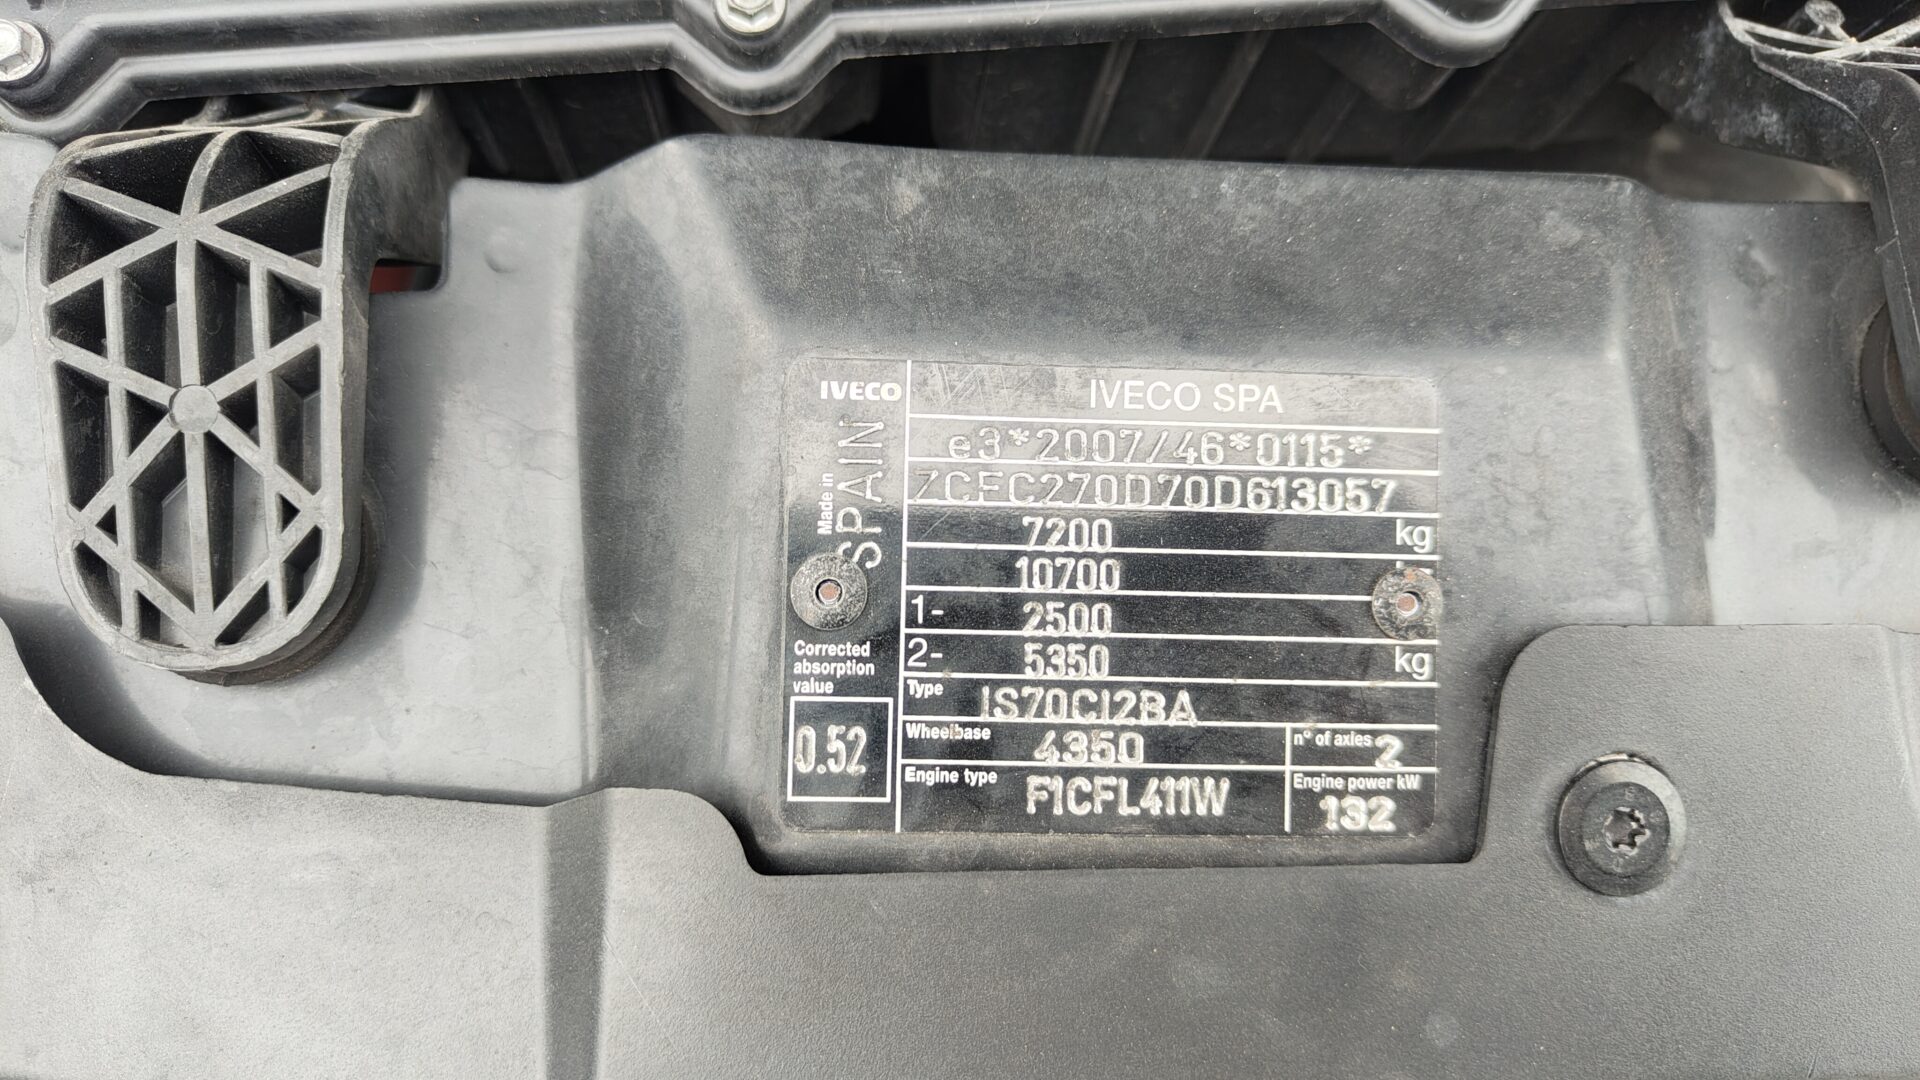 IVECO
IVECO SPA
Made in
SPAIN
e3*2007/46*0115*
ZCFC270D70D613057
7200 kg
10700
1- 2500
2- 5350 kg
Corrected
absorption
value
0.52
Type
IS70CI2BA
Wheelbase
4350
n° of axles 2
Engine type
F1CFL411W
Engine power kW
132